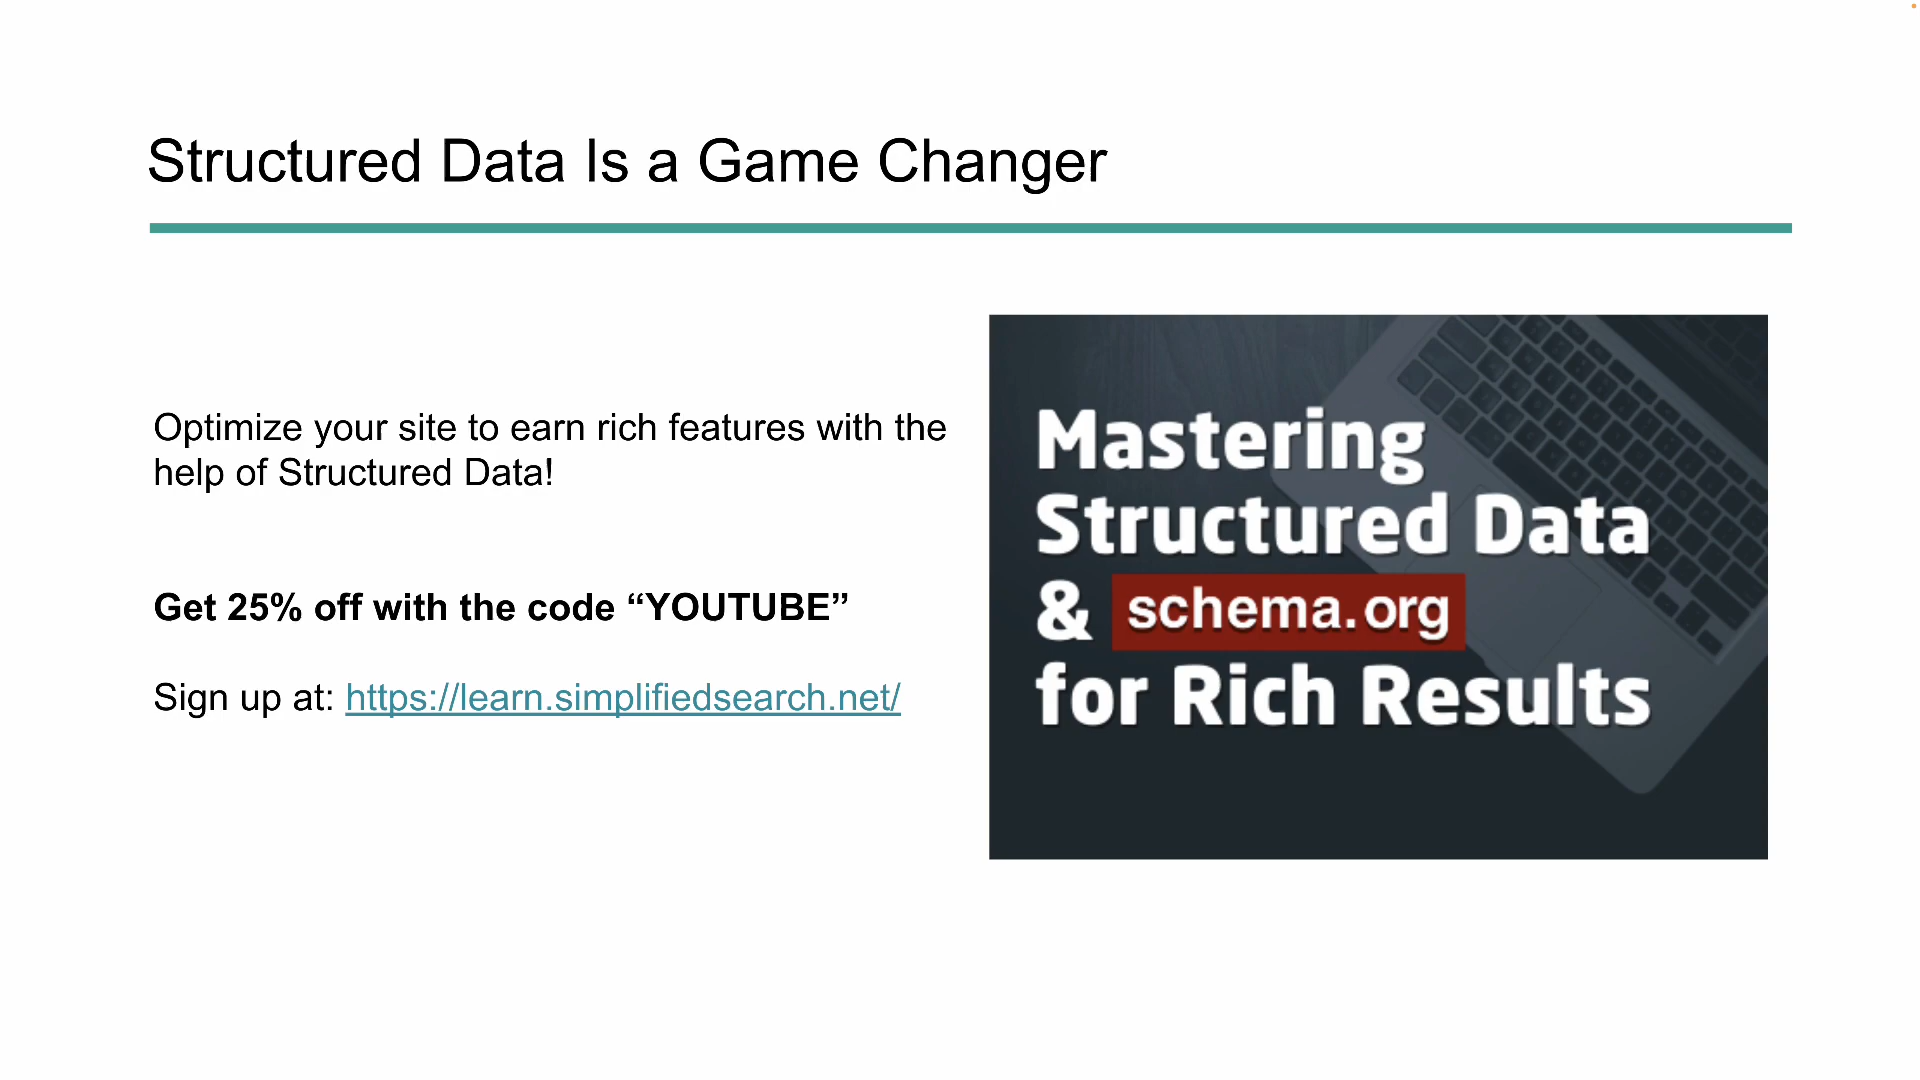 Structured Data Is a Game Changer
Optimize your site to earn rich features with the
help of Structured Data!
Get 25% off with the code “YOUTUBE”
Sign up at: https://learn.simplifiedsearch.net/
Mastering
Structured Data
& schema.org
for Rich Results